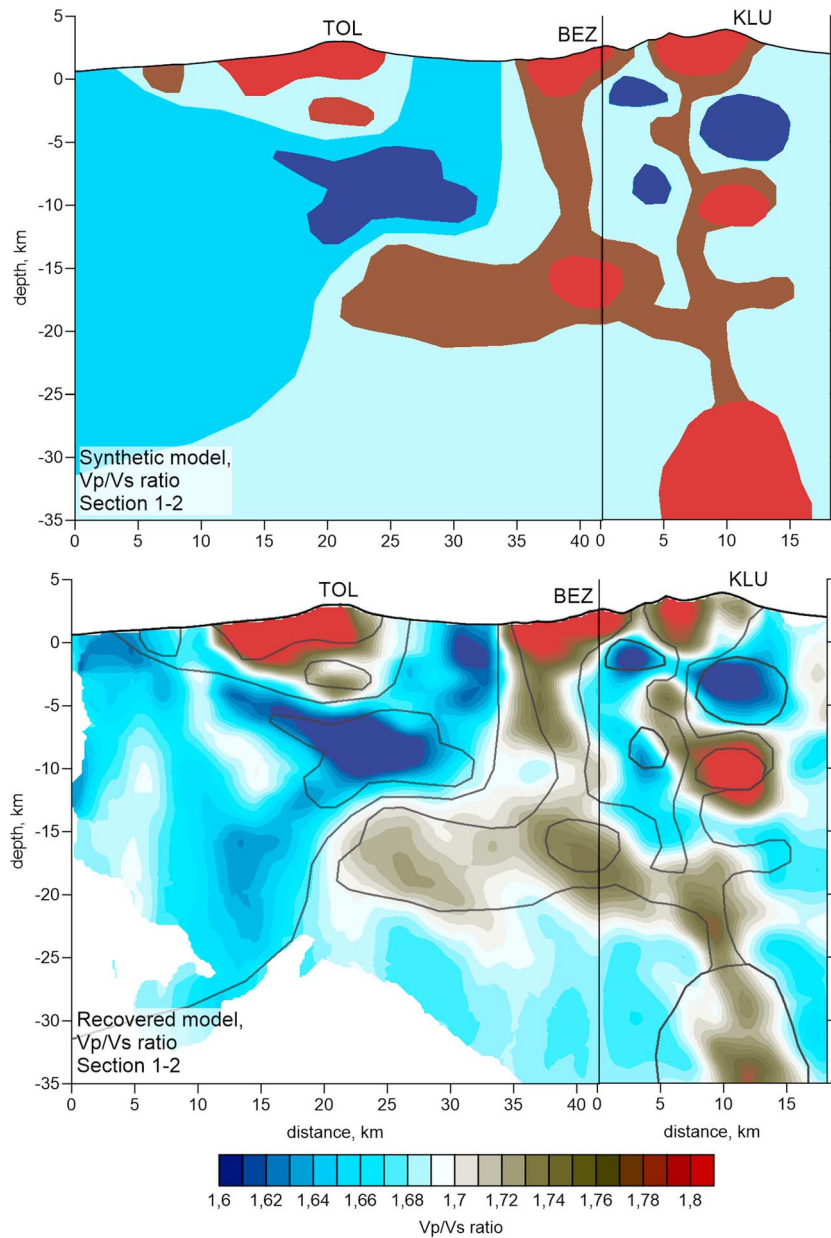 TOL
BEZ
KLU
5
0
-5
-10
-15
-20
-25
-30
-35
depth, km
Synthetic model,
Vp/Vs ratio
Section 1-2
0 5 10 15 20 25 30 35 40 0 5 10 15
TOL
BEZ
KLU
5
0
-5
-10
-15
-20
-25
-30
-35
depth, km
Recovered model,
Vp/Vs ratio
Section 1-2
0 5 10 15 20 25 30 35 40 0 5 10 15
distance, km distance, km
1,6 1,62 1,64 1,66 1,68 1,7 1,72 1,74 1,76 1,78 1,8
Vp/Vs ratio